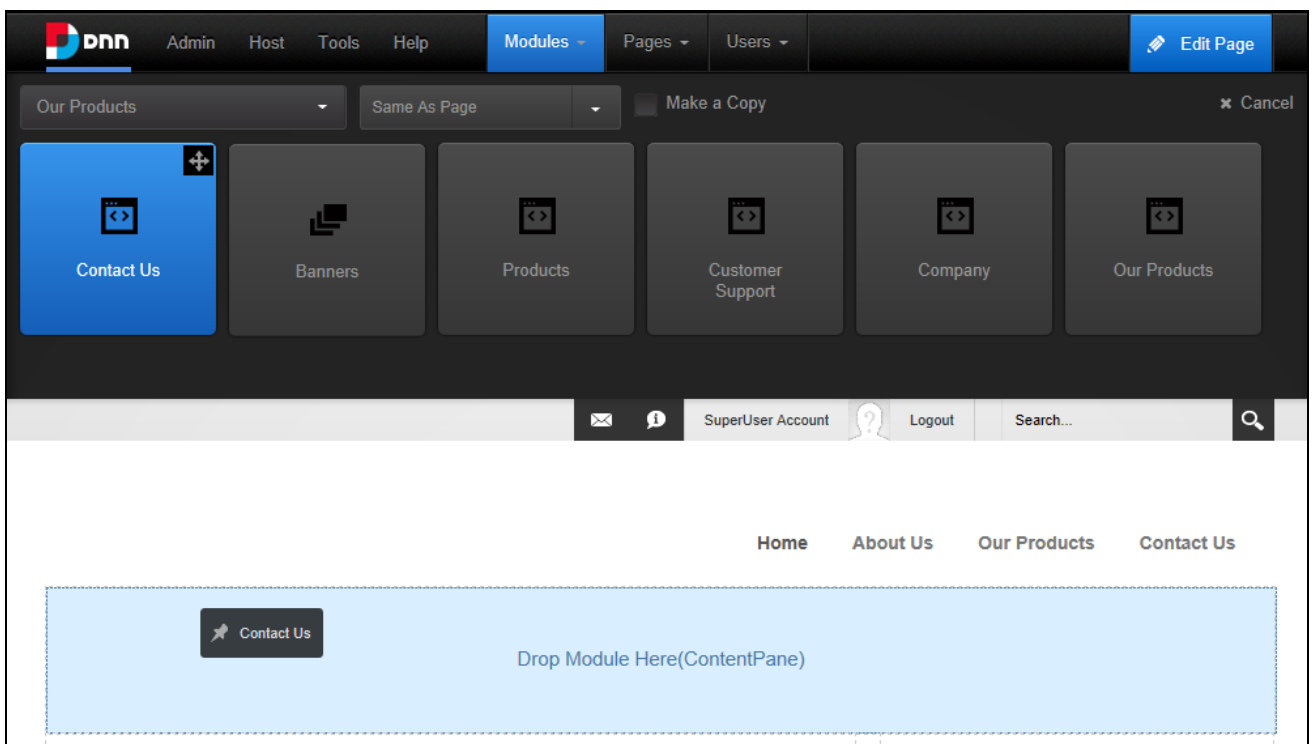 DNN Admin Host Tools Help Modules Pages Users Edit Page
Our Products Same As Page Make a Copy Cancel
Contact Us Banners Products Customer Support Company Our Products
SuperUser Account Logout Search...
Home About Us Our Products Contact Us
Contact Us
Drop Module Here(ContentPane)